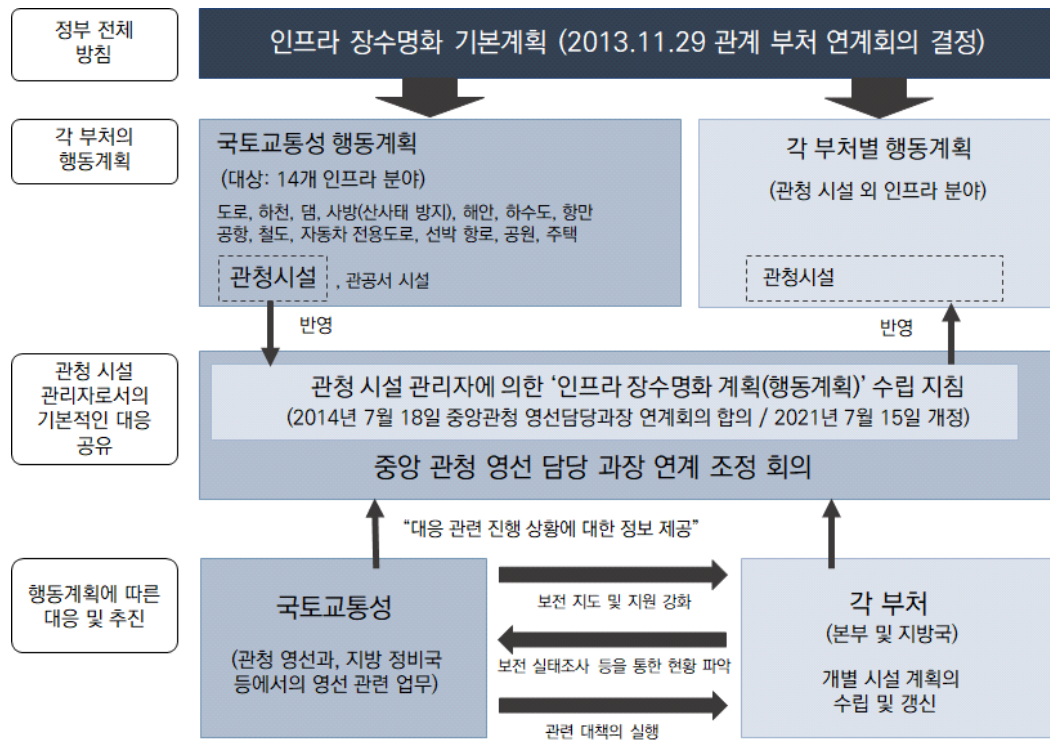 정부 전체
방침
인프라 장수명화 기본계획 (2013.11.29 관계 부처 연계회의 결정)
각 부처의
행동계획
국토교통성 행동계획
(대상: 14개 인프라 분야)
도로, 하천, 댐, 사방(산사태 방지), 해안, 하수도, 항만
공항, 철도, 자동차 전용도로, 선박 항로, 공원, 주택
관청시설 , 관공서 시설
각 부처별 행동계획
(관청 시설 외 인프라 분야)
관청시설
반영
반영
관청 시설
관리자로서의
기본적인 대응
공유
관청 시설 관리자에 의한 ‘인프라 장수명화 계획(행동계획)’ 수립 지침
(2014년 7월 18일 중앙관청 영선담당과장 연계회의 합의 / 2021년 7월 15일 개정)
중앙 관청 영선 담당 과장 연계 조정 회의
“대응 관련 진행 상황에 대한 정보 제공”
행동계획에 따른
대응 및 추진
국토교통성
(관청 영선과, 지방 정비국
등에서의 영선 관련 업무)
보전 지도 및 지원 강화
보전 실태조사 등을 통한 현황 파악
관련 대책의 실행
각 부처
(본부 및 지방국)
개별 시설 계획의
수립 및 갱신